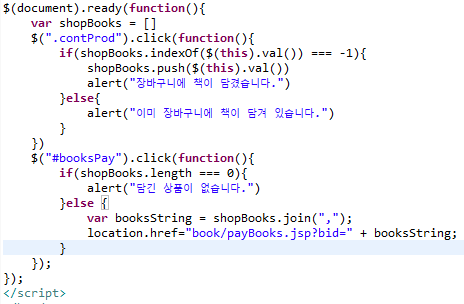 $(document).ready(function(){
    var shopBooks = []
    $(".contProd").click(function(){
        if(shopBooks.indexOf($(this).val()) === -1){
            shopBooks.push($(this).val())
            alert("장바구니에 책이 담겼습니다.")
        }else{
            alert("이미 장바구니에 책이 담겨 있습니다.")
        }
    })
    $("#booksPay").click(function(){
        if(shopBooks.length === 0){
            alert("담긴 상품이 없습니다.")
        }else {
            var booksString = shopBooks.join(",");
            location.href="book/payBooks.jsp?bid=" + booksString;
        }
    });
});
</script>